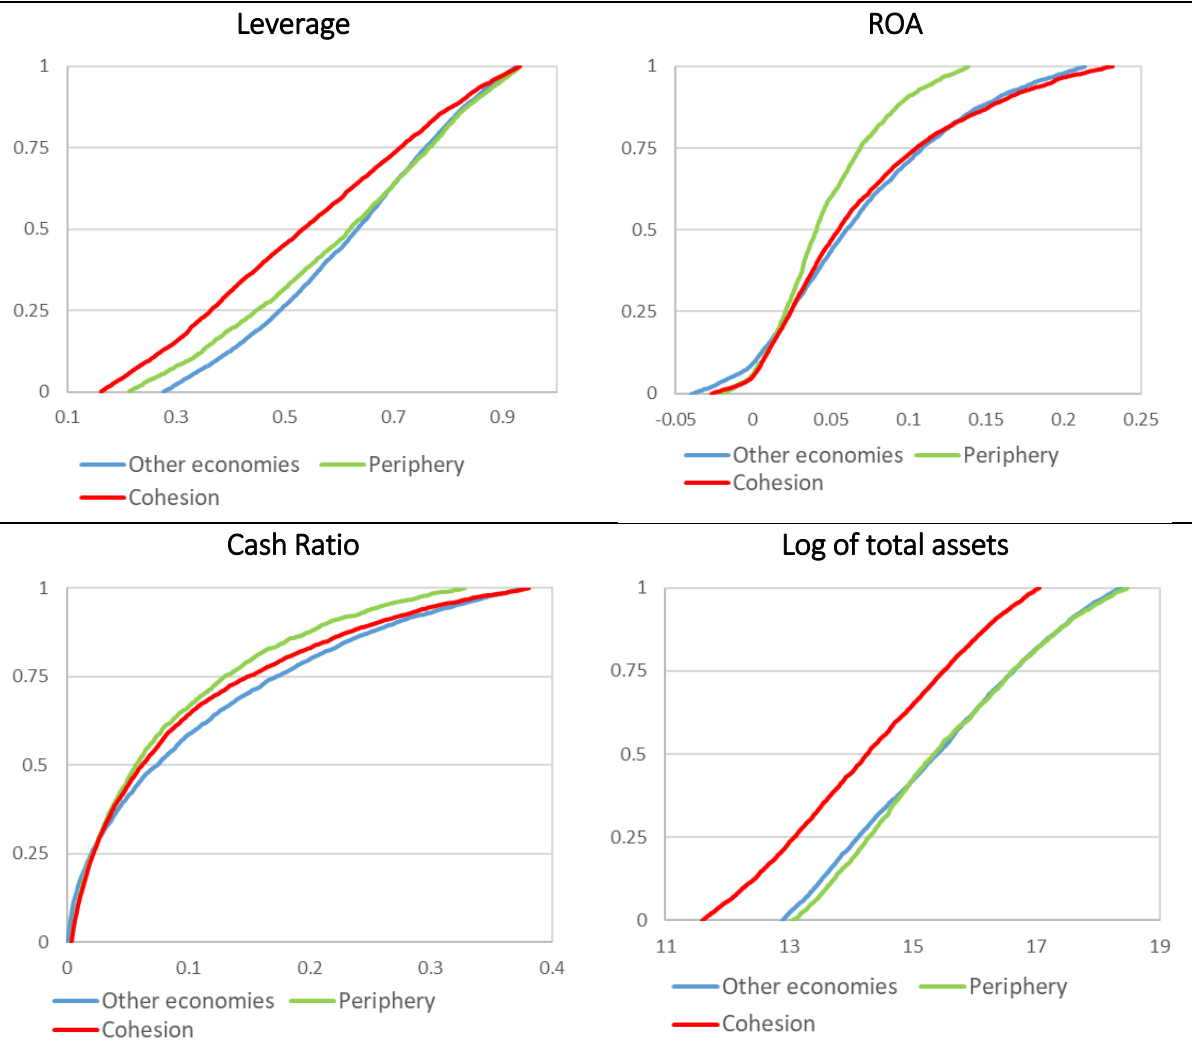 Leverage
1
0.75
0.5
0.25
0
0.1 0.3 0.5 0.7 0.9
Other economies Periphery
Cohesion
ROA
1
0.75
0.5
0.25
0
-0.05 0 0.05 0.1 0.15 0.2 0.25
Other economies Periphery
Cohesion
Cash Ratio
1
0.75
0.5
0.25
0
0 0.1 0.2 0.3 0.4
Other economies Periphery
Cohesion
Log of total assets
1
0.75
0.5
0.25
0
11 13 15 17 19
Other economies Periphery
Cohesion